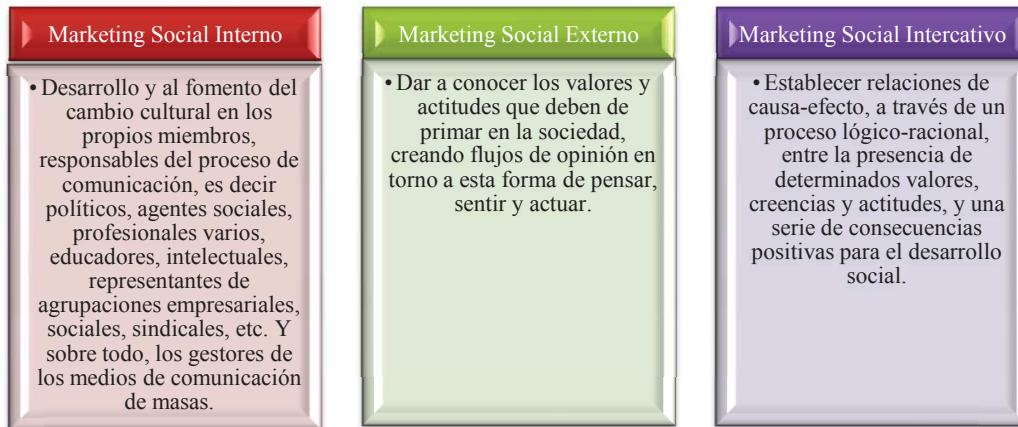 Marketing Social Interno
• Desarrollo y al fomento del
cambio cultural en los
propios miembros,
responsables del proceso de
comunicación, es decir
políticos, agentes sociales,
profesionales varios,
educadores, intelectuales,
representantes de
agrupaciones empresariales,
sociales, sindicales, etc. Y
sobre todo, los gestores de
los medios de comunicación
de masas.
Marketing Social Externo
• Dar a conocer los valores y
actitudes que deben de
primar en la sociedad,
creando flujos de opinión en
torno a esta forma de pensar,
sentir y actuar.
Marketing Social Intercativo
• Establecer relaciones de
causa-efecto, a través de un
proceso lógico-racional,
entre la presencia de
determinados valores,
creencias y actitudes, y una
serie de consecuencias
positivas para el desarrollo
social.